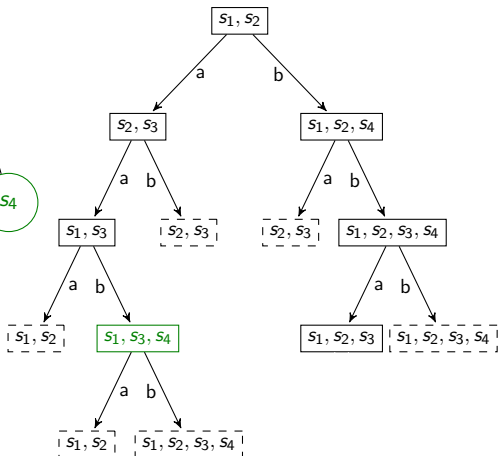 s₁, s₂
a b
s₂, s₃ s₁, s₂, s₄
a b a b
s₄ s₁, s₃ s₂, s₃ s₂, s₃ s₁, s₂, s₃, s₄
a b a b
s₁, s₂ s₁, s₃, s₄ s₁, s₂, s₃ s₁, s₂, s₃, s₄
a b
s₁, s₂ s₁, s₂, s₃, s₄